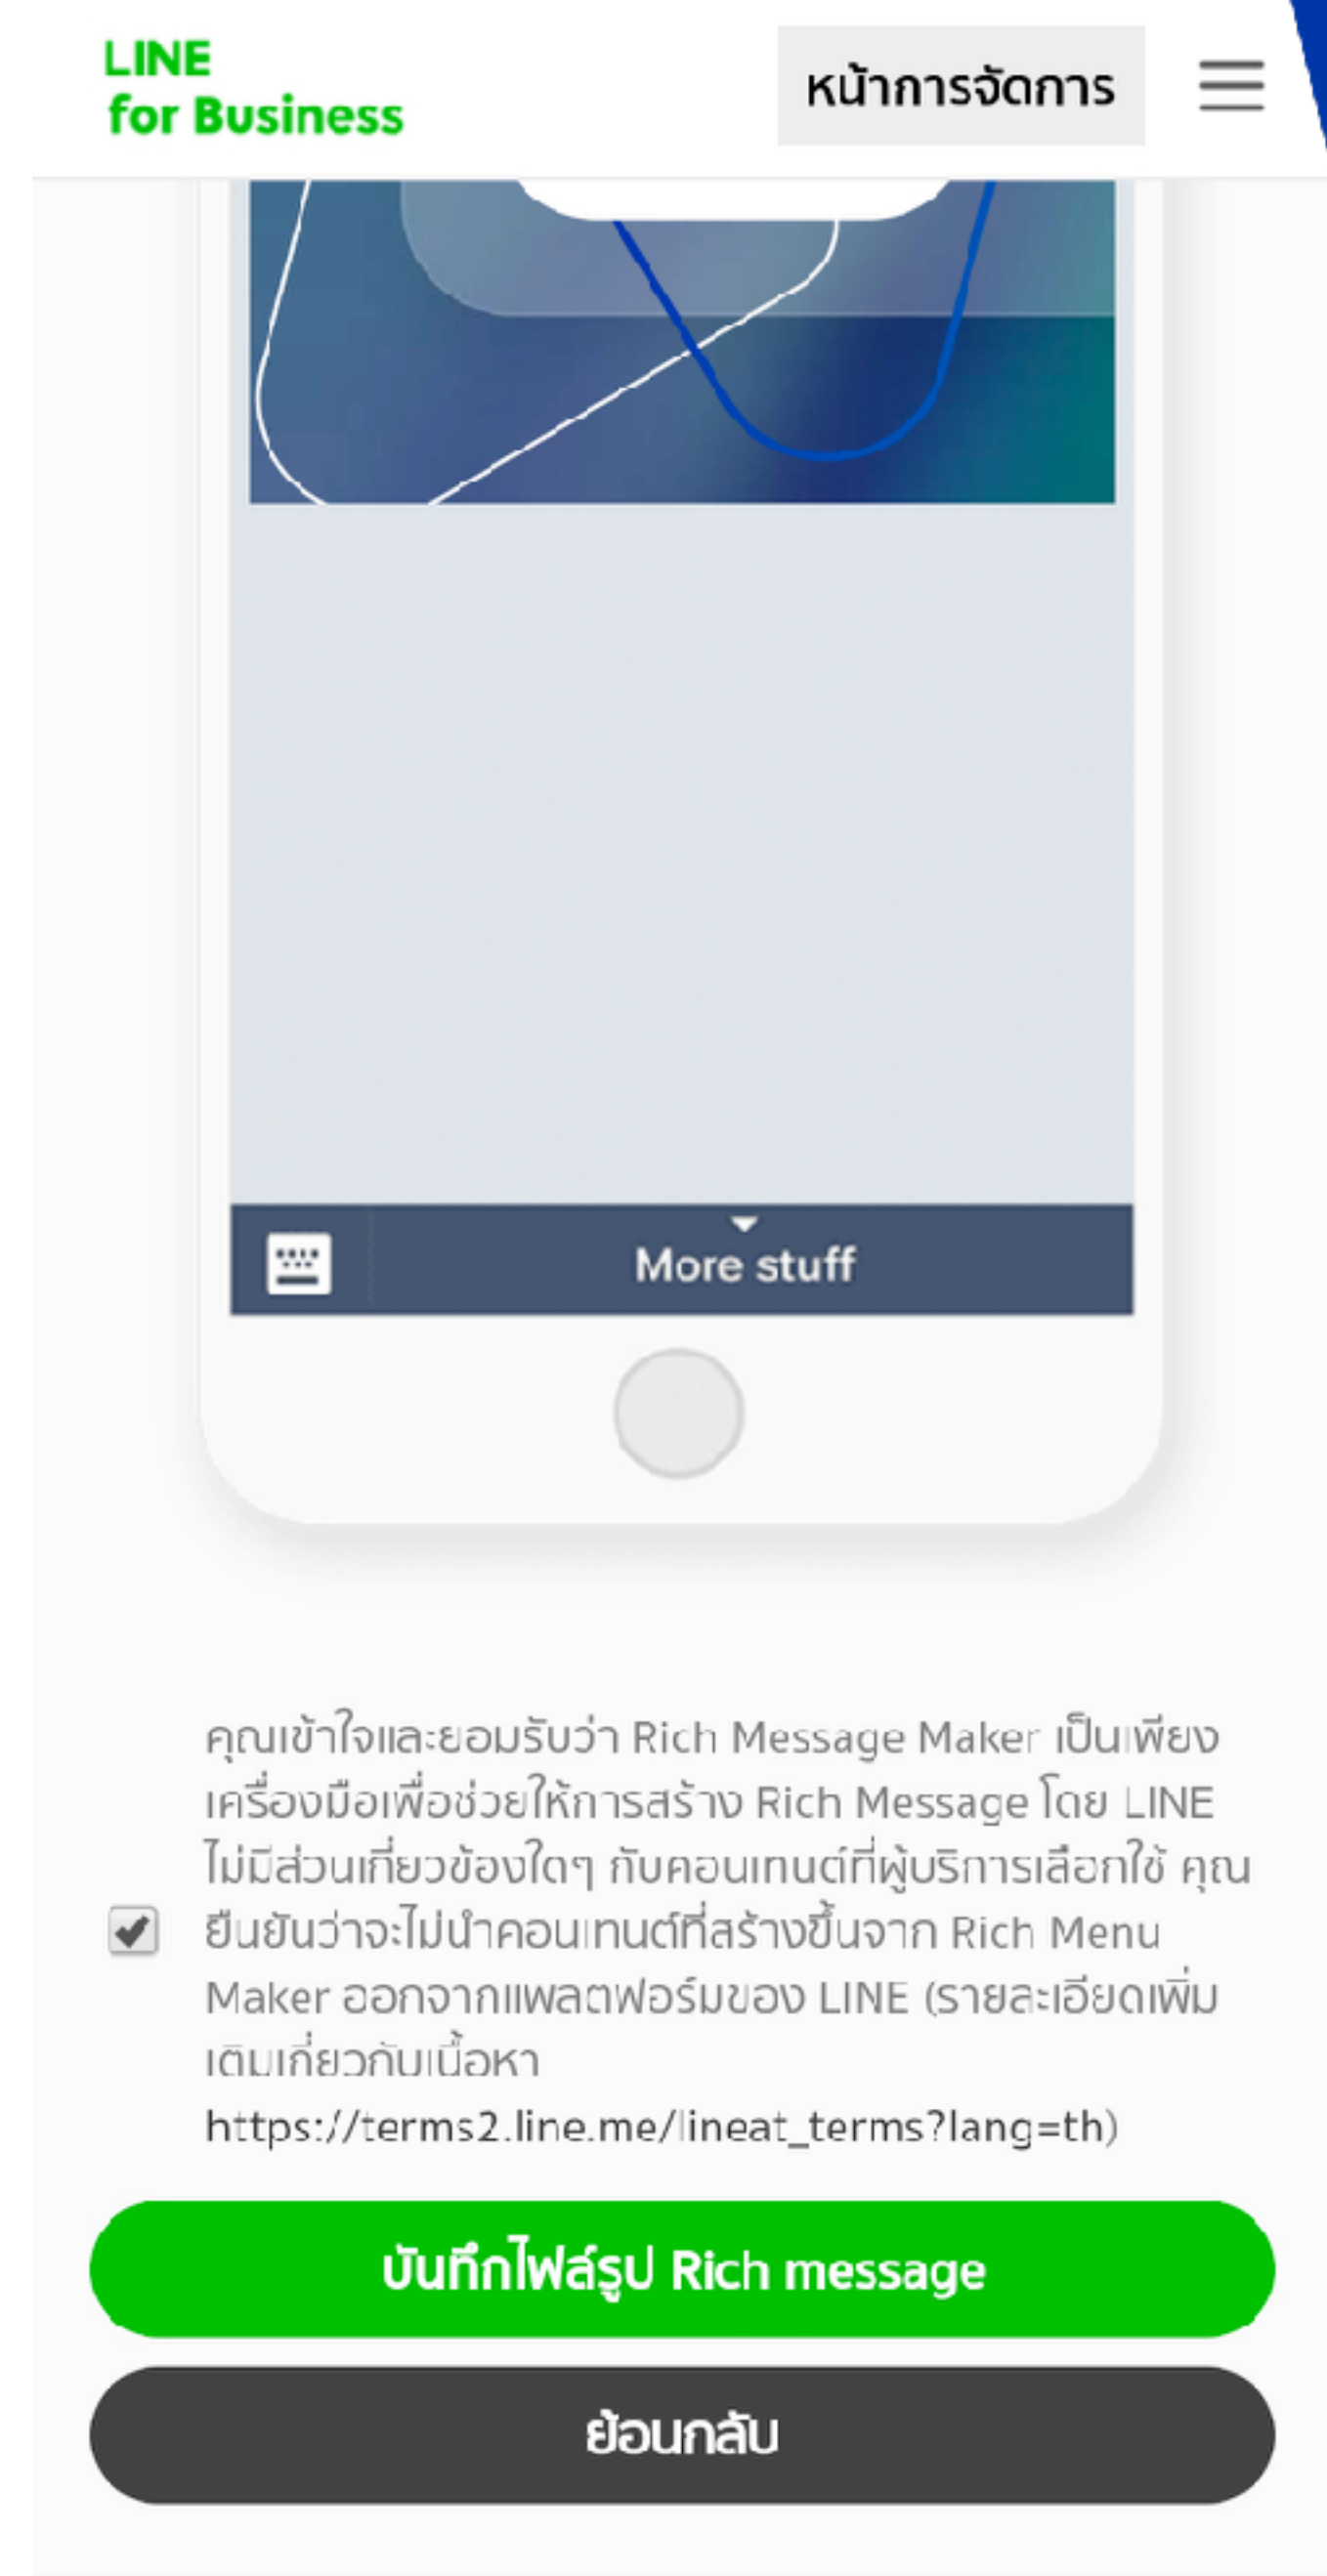 LINE
for Business
หน้าการจัดการ
More stuff
คุณเข้าใจและยอมรับว่า Rich Message Maker เป็นเพียง
เครื่องมือเพื่อช่วยให้การสร้าง Rich Message โดย LINE
ไม่มีส่วนเกี่ยวข้องใดๆ กับคอนเทนต์ที่ผู้บริการเลือกใช้ คุณ
ยืนยันว่าจะไม่นำคอนเทนต์ที่สร้างขึ้นจาก Rich Menu
Maker ออกจากแพลตฟอร์มของ LINE (รายละเอียดเพิ่ม
เติมเกี่ยวกับเนื้อหา
https://terms2.line.me/lineat_terms?lang=th)
บันทึกไฟล์รูป Rich message
ย้อนกลับ